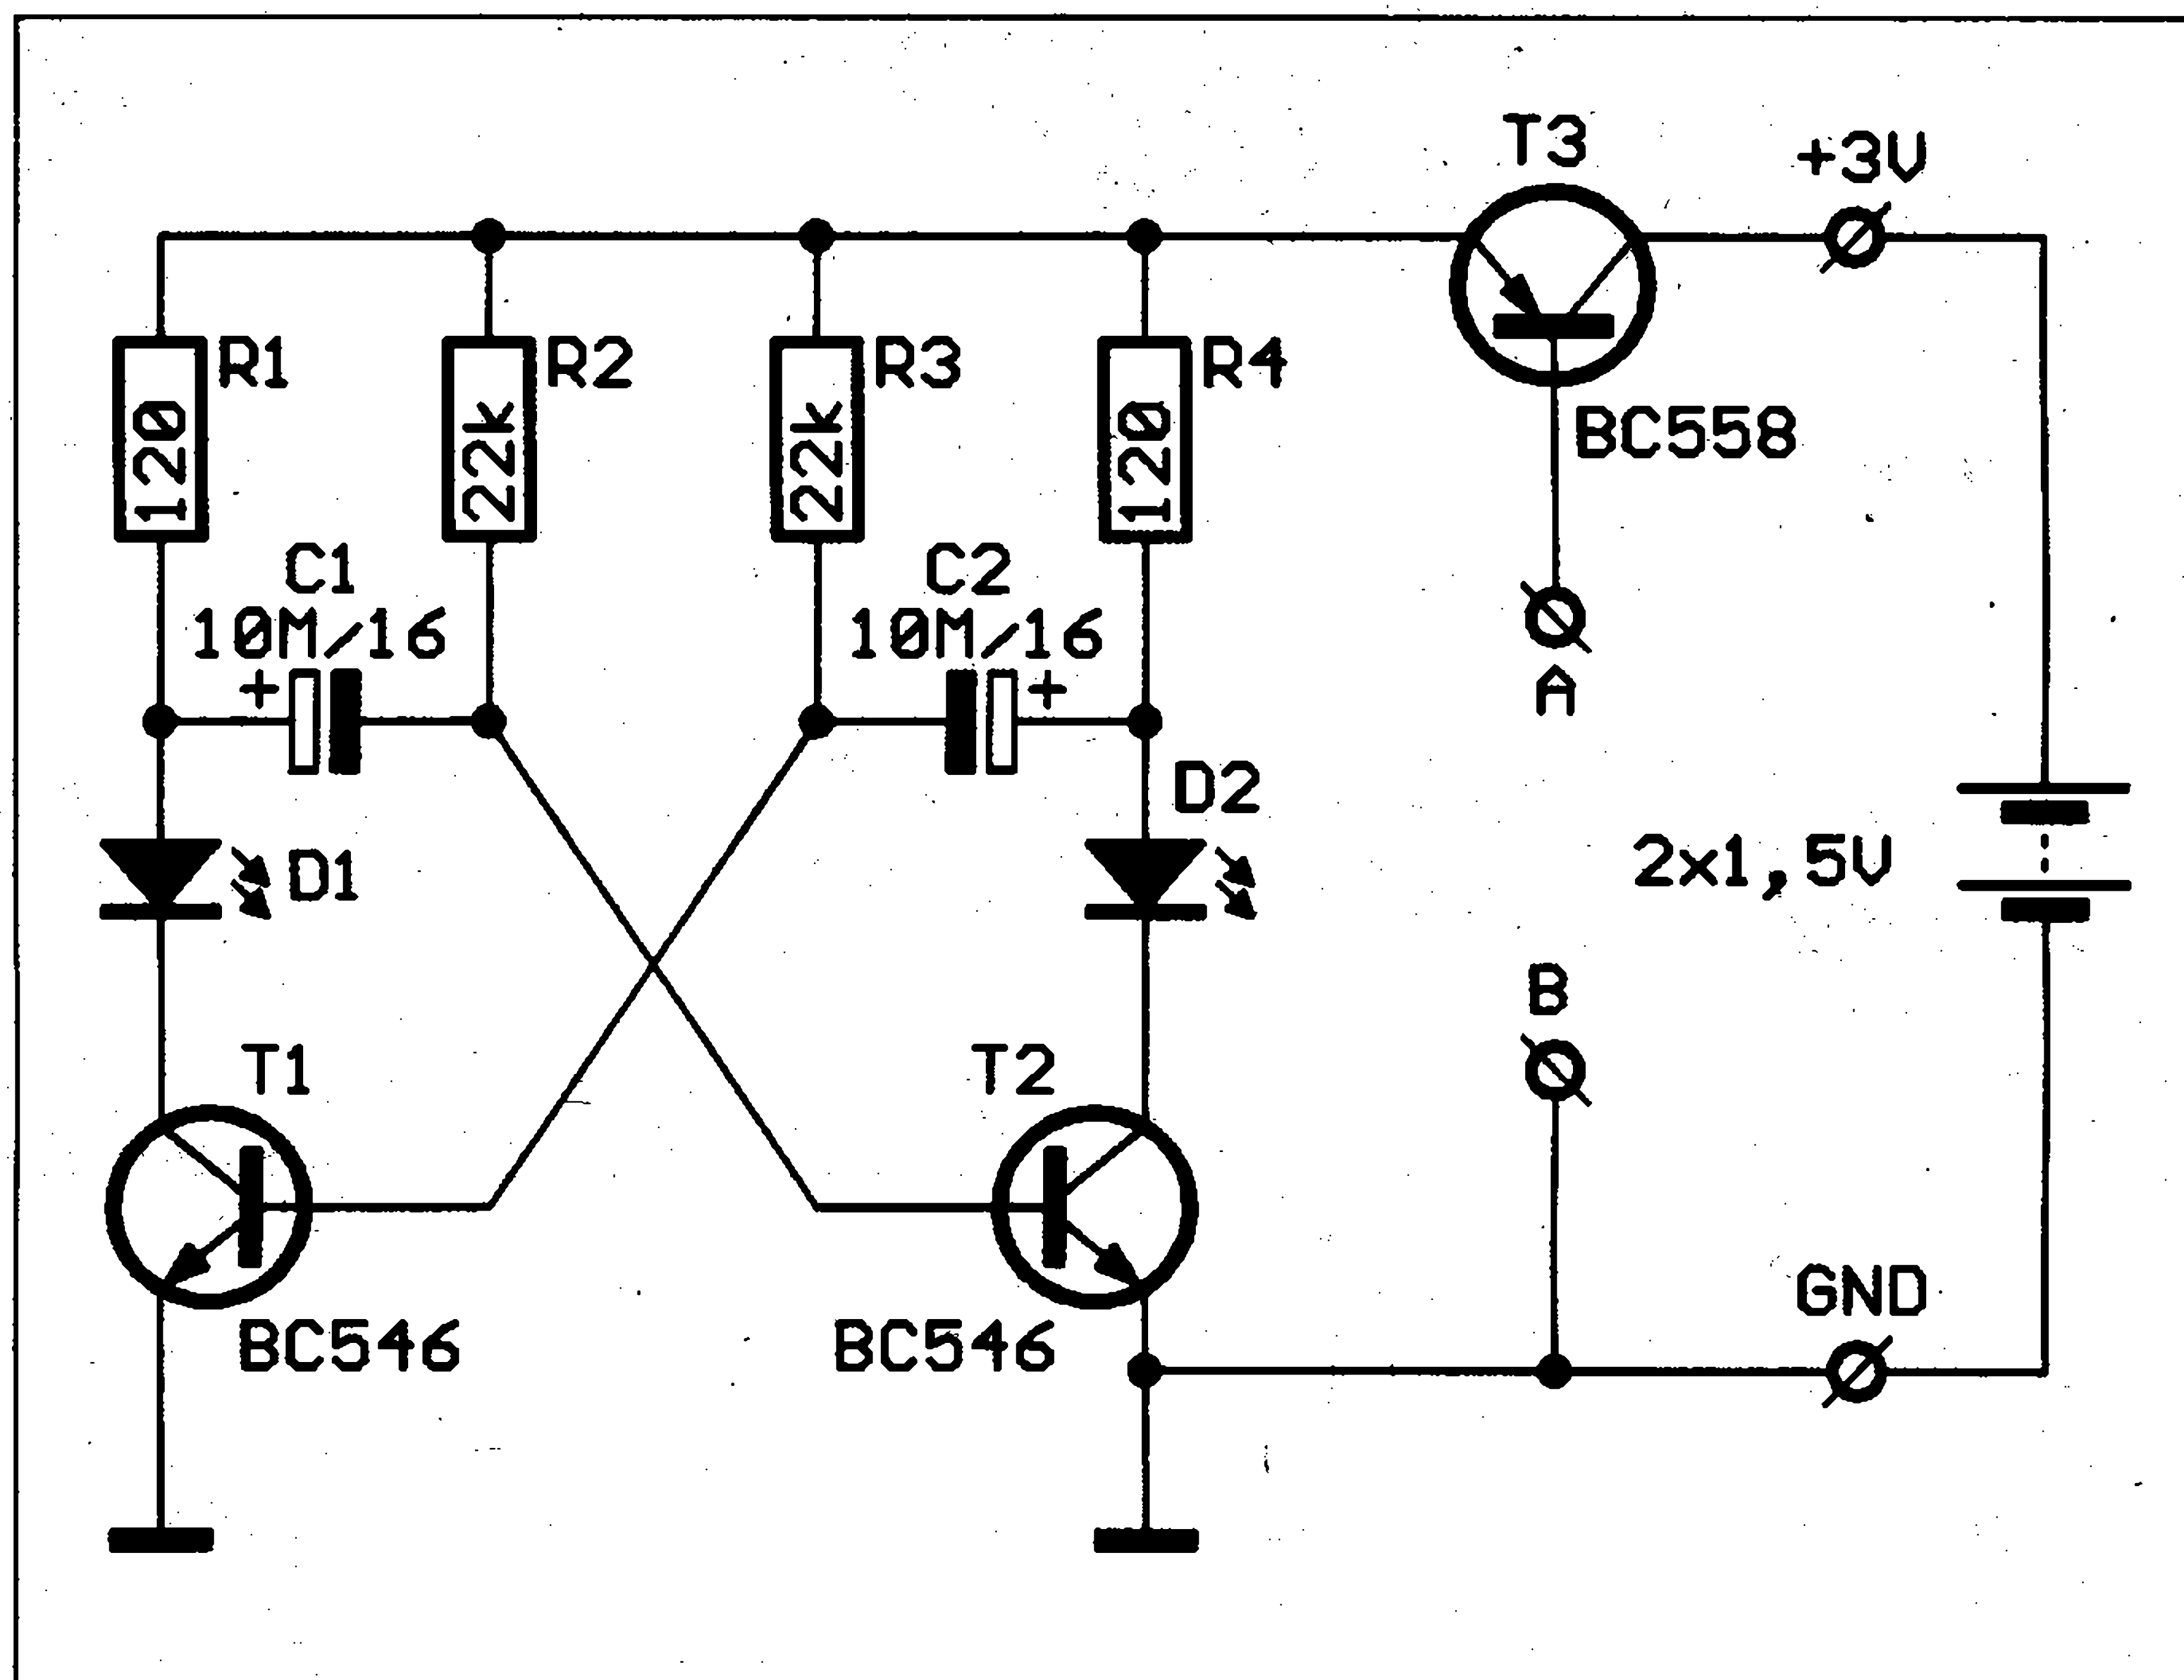 T3
+3V
R1
R2
R3
R4
120
22k
22k
120
BC558
C1
10M/16
+
C2
10M/16
+
A
D2
D1
2x1,5V
B
T1
T2
GND
BC546
BC546